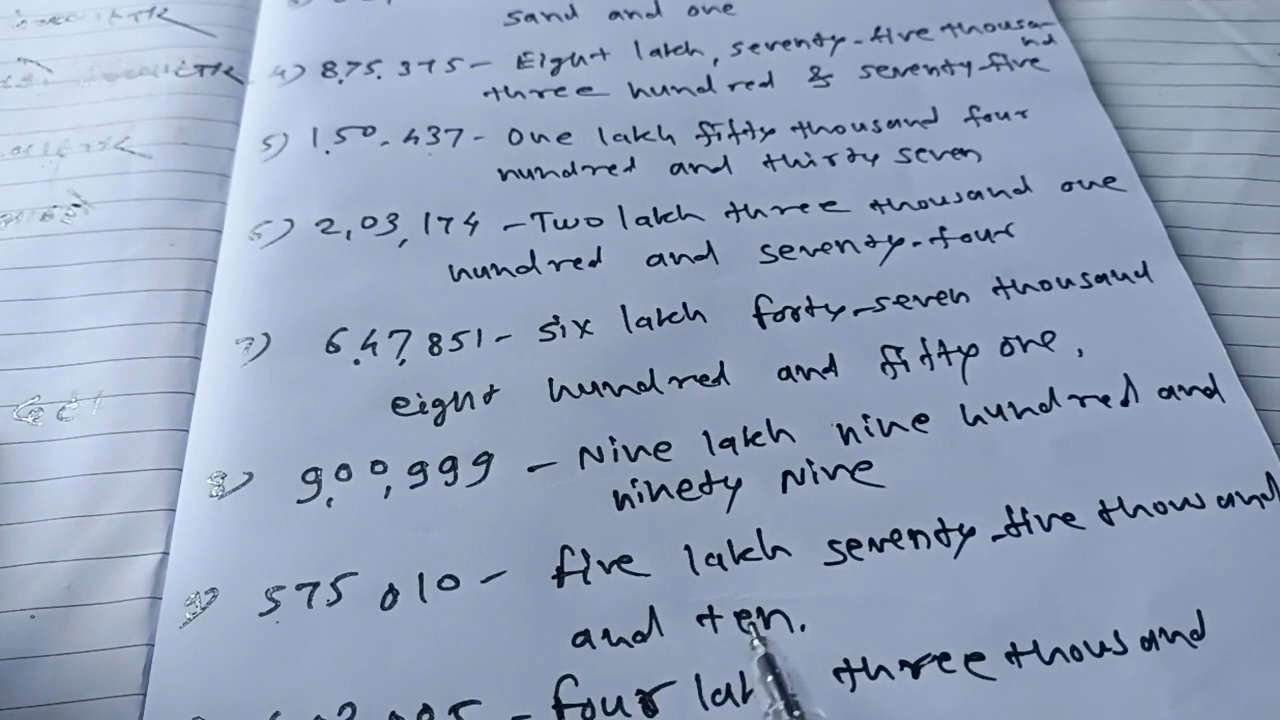 sand and one
4) 8,75,375 - Eight lakh, seventy-five thousa-
nd
three hundred & seventy-five
5) 1,50,437 - One lakh fifty thousand four
hundred and thirty seven
6) 2,03,174 - Two lakh three thousand one
hundred and seventy-four
7) 6,47,851 - six lakh forty-seven thousand
eight hundred and fifty one,
8) 9,00,999 - Nine lakh nine hundred and
ninety Nine
9) 575,010 - five lakh seventy-five thousand
and ten.
- four lakh three thousand